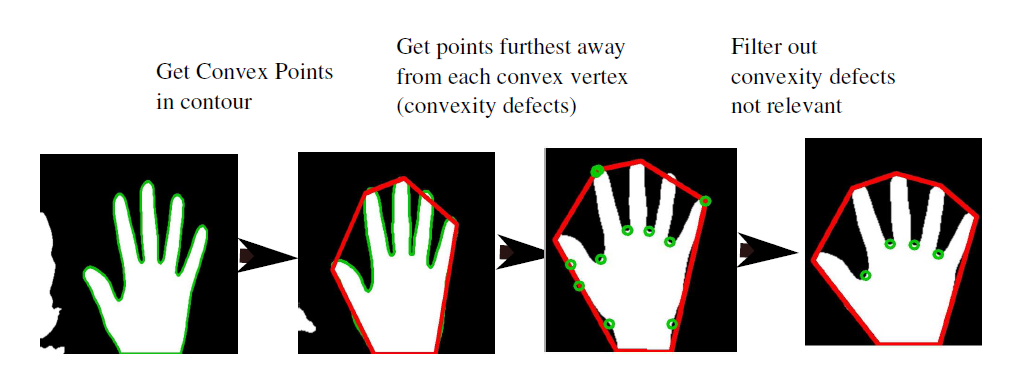 Get Convex Points
in contour
Get points furthest away
from each convex vertex
(convexity defects)
Filter out
convexity defects
not relevant